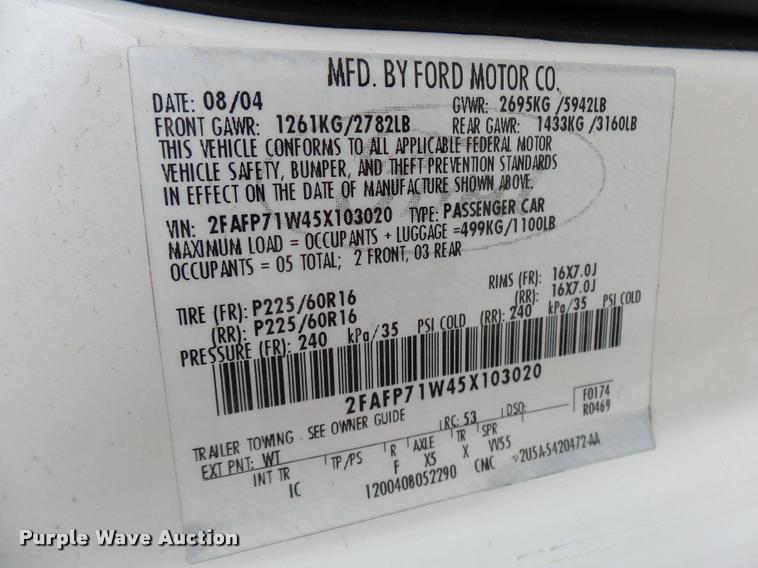 MFD. BY FORD MOTOR CO.
DATE: 08/04 GVWR: 2695KG /5942LB
FRONT GAWR: 1261KG/2782LB REAR GAWR: 1433KG /3160LB
THIS VEHICLE CONFORMS TO ALL APPLICABLE FEDERAL MOTOR
VEHICLE SAFETY, BUMPER, AND THEFT PREVENTION STANDARDS
IN EFFECT ON THE DATE OF MANUFACTURE SHOWN ABOVE.
VIN: 2FAFP71W45X103020 TYPE: PASSENGER CAR
MAXIMUM LOAD = OCCUPANTS + LUGGAGE =499KG/1100LB
OCCUPANTS = 05 TOTAL; 2 FRONT, 03 REAR
TIRE (FR): P225/60R16 RIMS (FR): 16X7.0J
(RR): P225/60R16 (RR): 16X7.0J
PRESSURE (FR): 240 kPa/35 PSI COLD (RR): 240 kPa/35 PSI COLD
2FAFP71W45X103020
F0174
R0469
TRAILER TOWING - SEE OWNER GUIDE RC: 53 DSO:
EXT PNT: WT INT TR TP/PS R AXLE TR SPR
IC F X5 X VV55
1200408052290 CMC 2U5A-5420472-AA
Purple Wave Auction